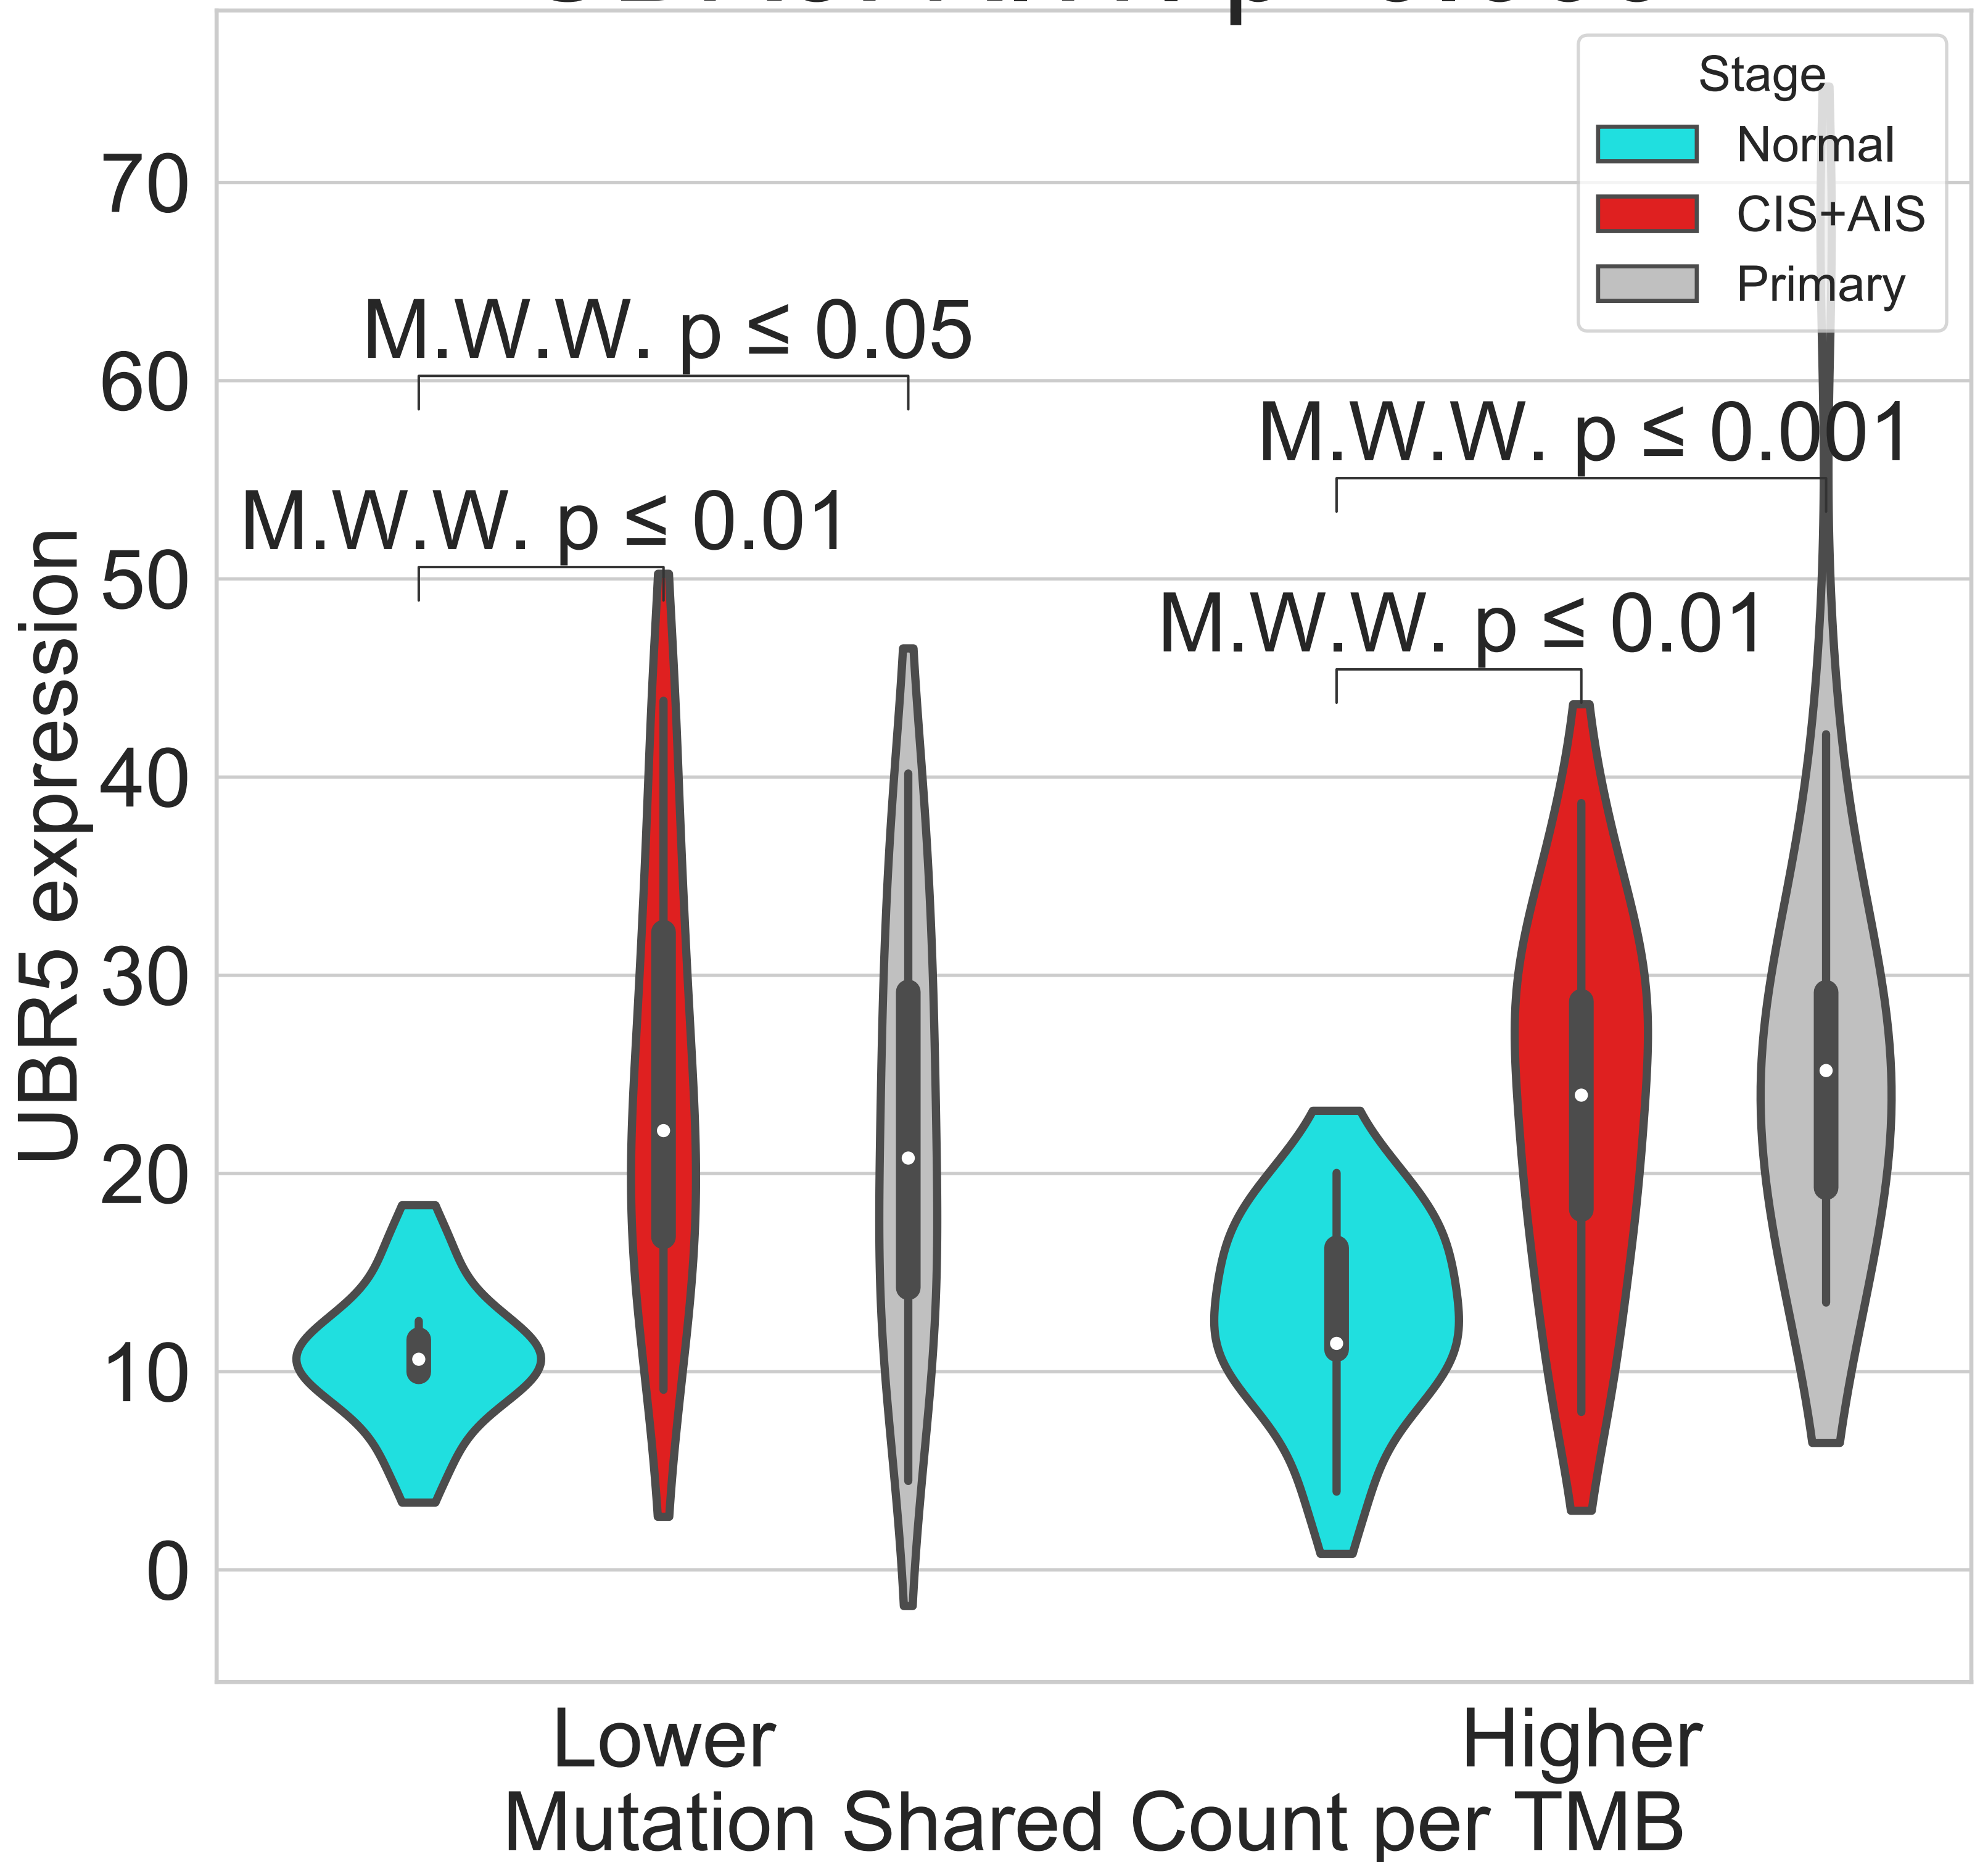 Stage
Normal
CIS+AIS
Primary
M.W.W. p ≤ 0.05
M.W.W. p ≤ 0.001
M.W.W. p ≤ 0.01
M.W.W. p ≤ 0.01
70
60
50
40
30
20
10
0
UBR5 expression
Lower
Higher
Mutation Shared Count per TMB